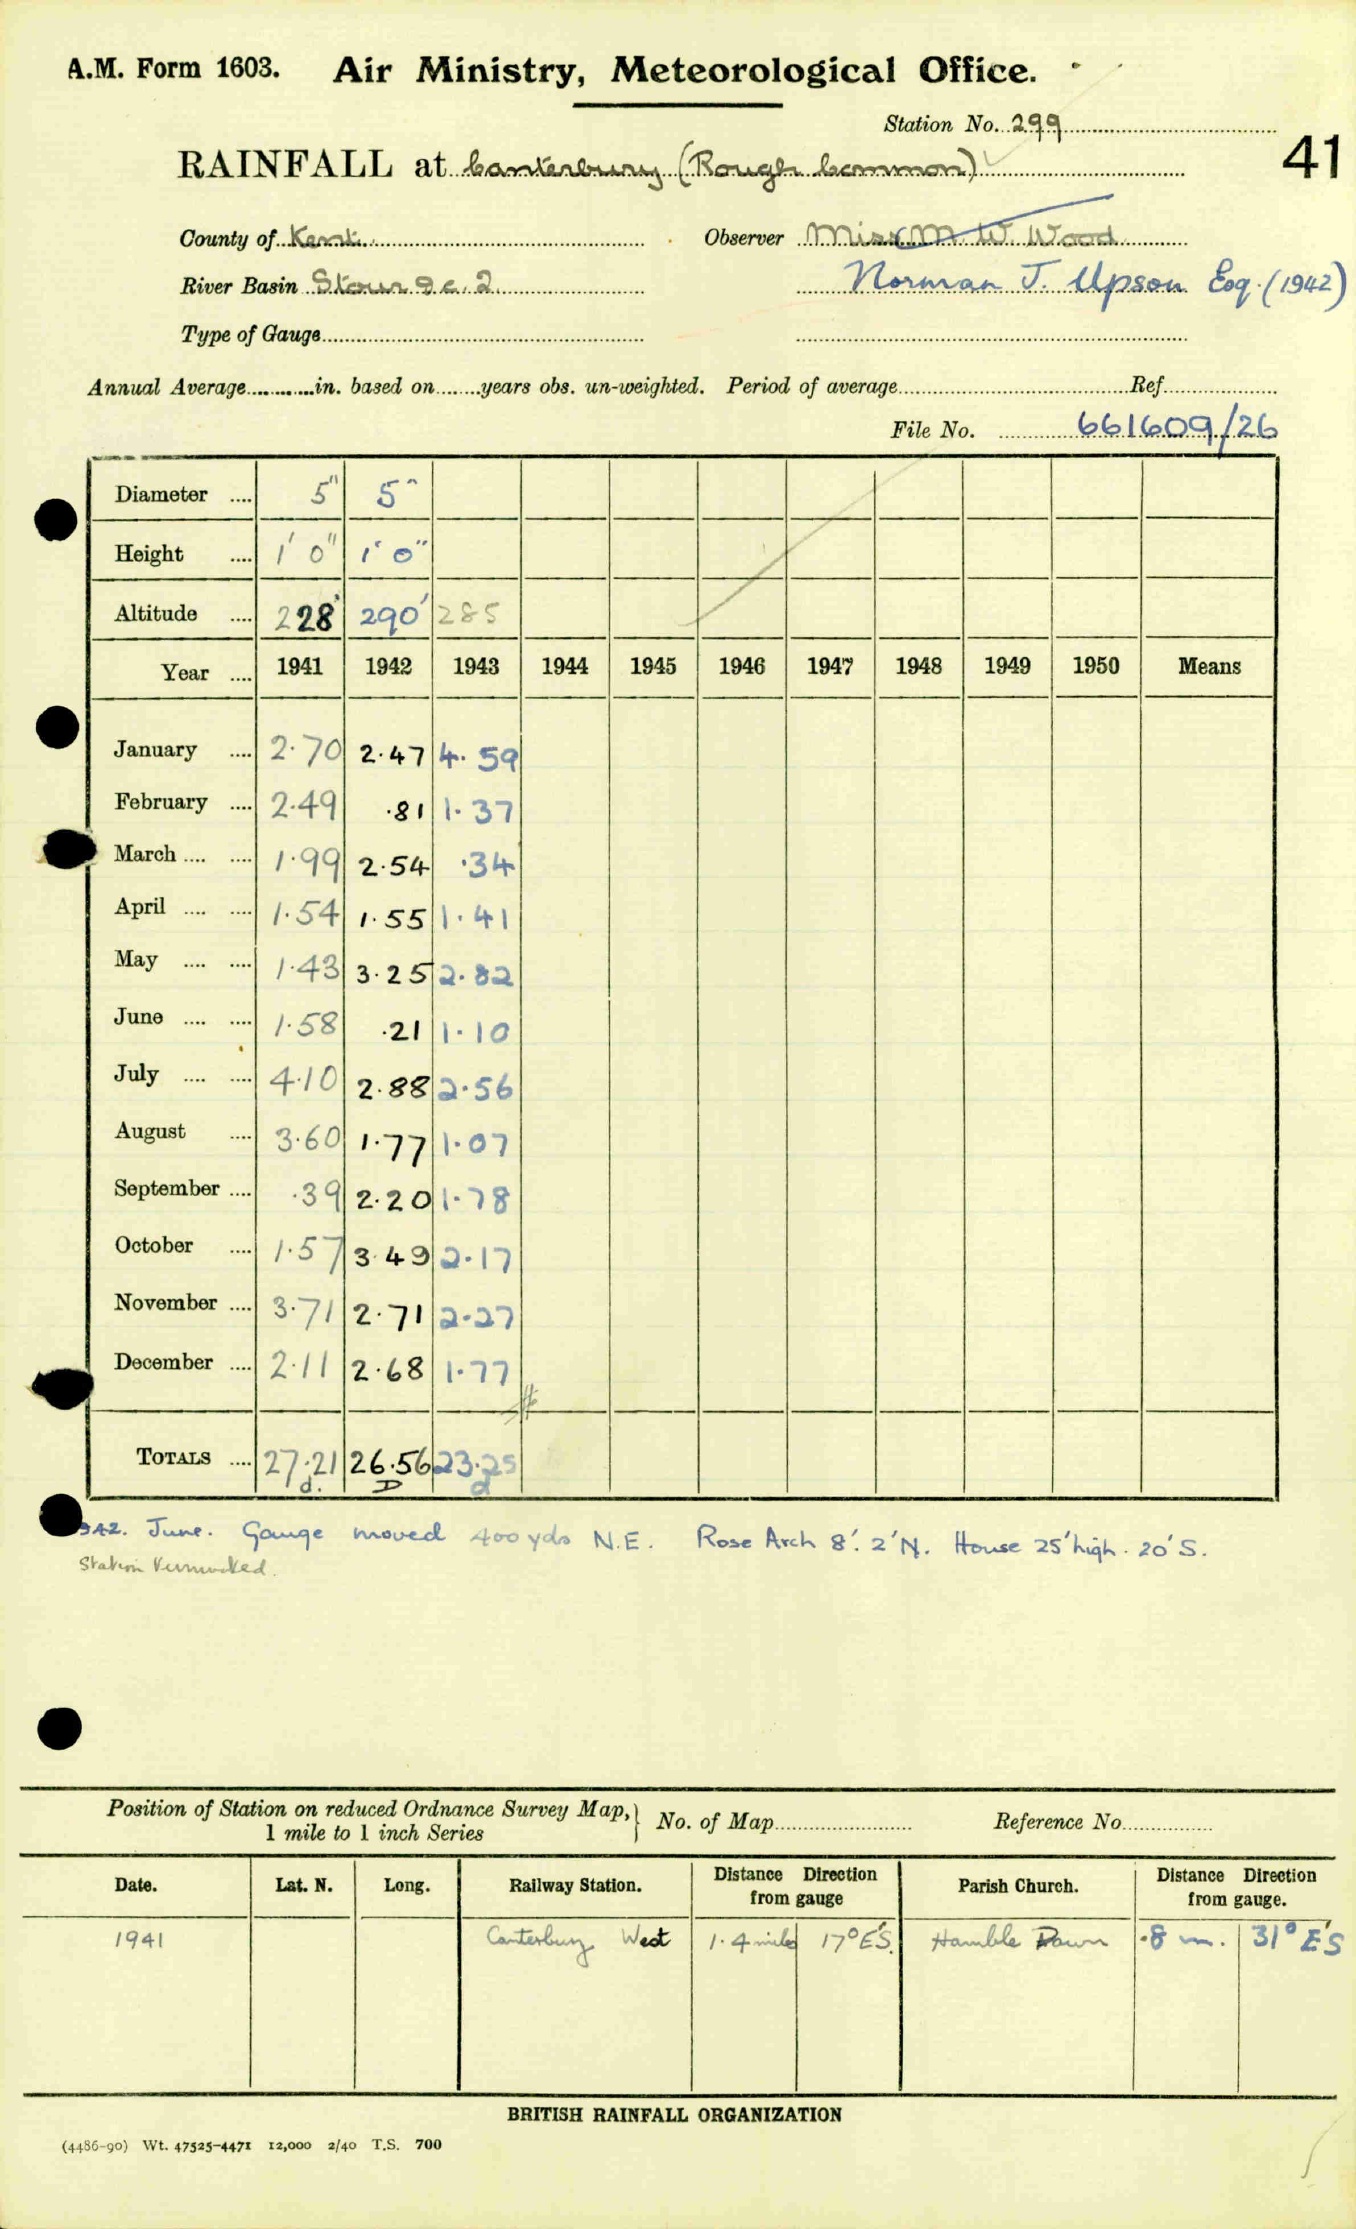 A.M. Form 1603. Air Ministry, Meteorological Office.
Station No. 299
41
RAINFALL at Canterbury (Rough Common)
County of Kent. Observer Miss M. W. Wood
River Basin Stour 9c.2 Norman J. Upson Esq. (1942)
Type of Gauge
Annual Average in. based on years obs. un-weighted. Period of average Ref.
File No. 661609/26
Diameter .... 5" 5"
Height .... 1' 0" 1' 0"
Altitude .... 228' 290' 285
Year .... 1941 1942 1943 1944 1945 1946 1947 1948 1949 1950 Means
January .... 2.70 2.47 4.59
February .... 2.49 .81 1.37
March .... .... 1.99 2.54 .34
April .... .... 1.54 1.55 1.41
May .... .... 1.43 3.25 2.82
June .... .... 1.58 .21 1.10
July .... .... 4.10 2.88 2.56
August .... 3.60 1.77 1.07
September .... .39 2.20 1.78
October .... 1.57 3.49 2.17
November .... 3.71 2.71 2.27
December .... 2.11 2.68 1.77
TOTALS .... 27.21 26.56 23.25
d. D d
942. June. Gauge moved 400 yds N.E. Rose Arch 8'. 2'N. House 25' high. 20'S.
Station
Position of Station on reduced Ordnance Survey Map,} No. of Map Reference No.
1 mile to 1 inch Series
Date. Lat. N. Long. Railway Station. Distance Direction from gauge Parish Church. Distance Direction from gauge.
1941 Canterbury West 1.4 miles 17° E'S. Hamble Down .8 m. 31° E'S
BRITISH RAINFALL ORGANIZATION
(4486-90) Wt. 47525-4471 12,000 2/40 T.S. 700